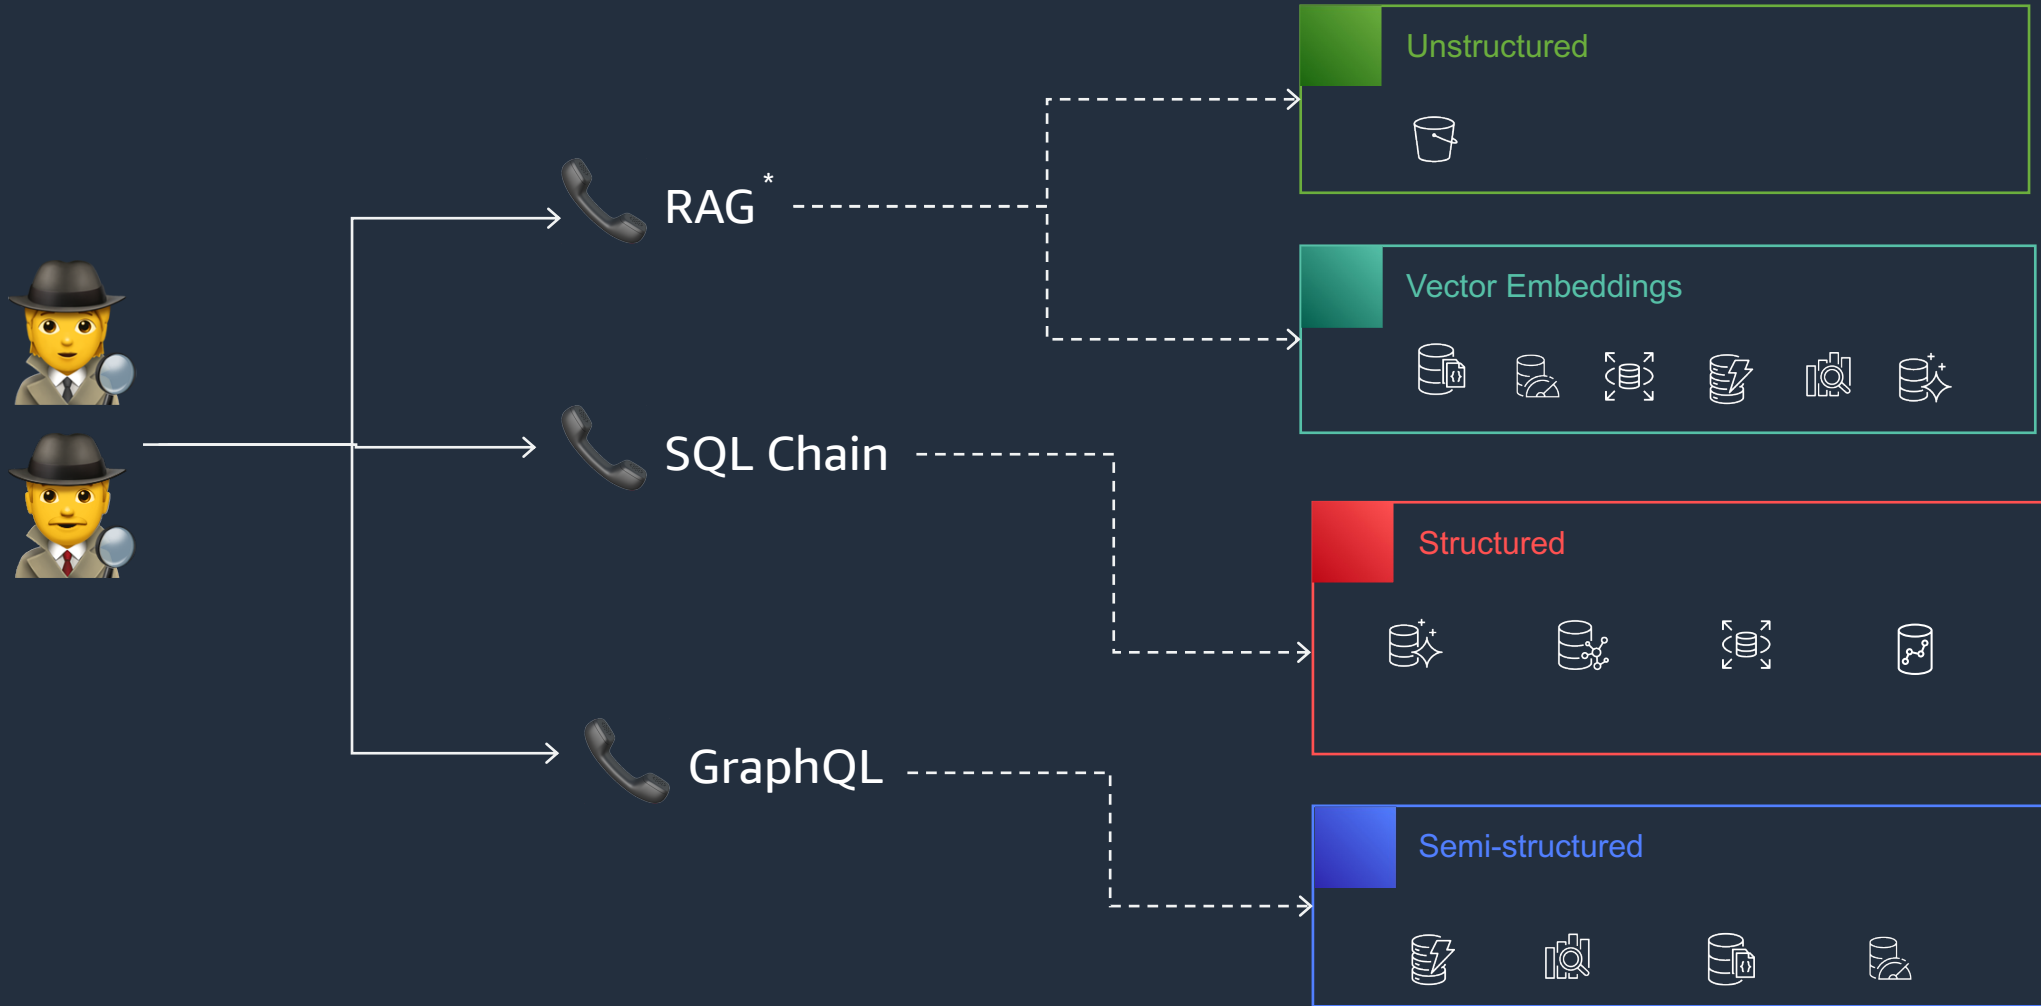 Unstructured
RAG*
Vector Embeddings
SQL Chain
Structured
GraphQL
Semi-structured